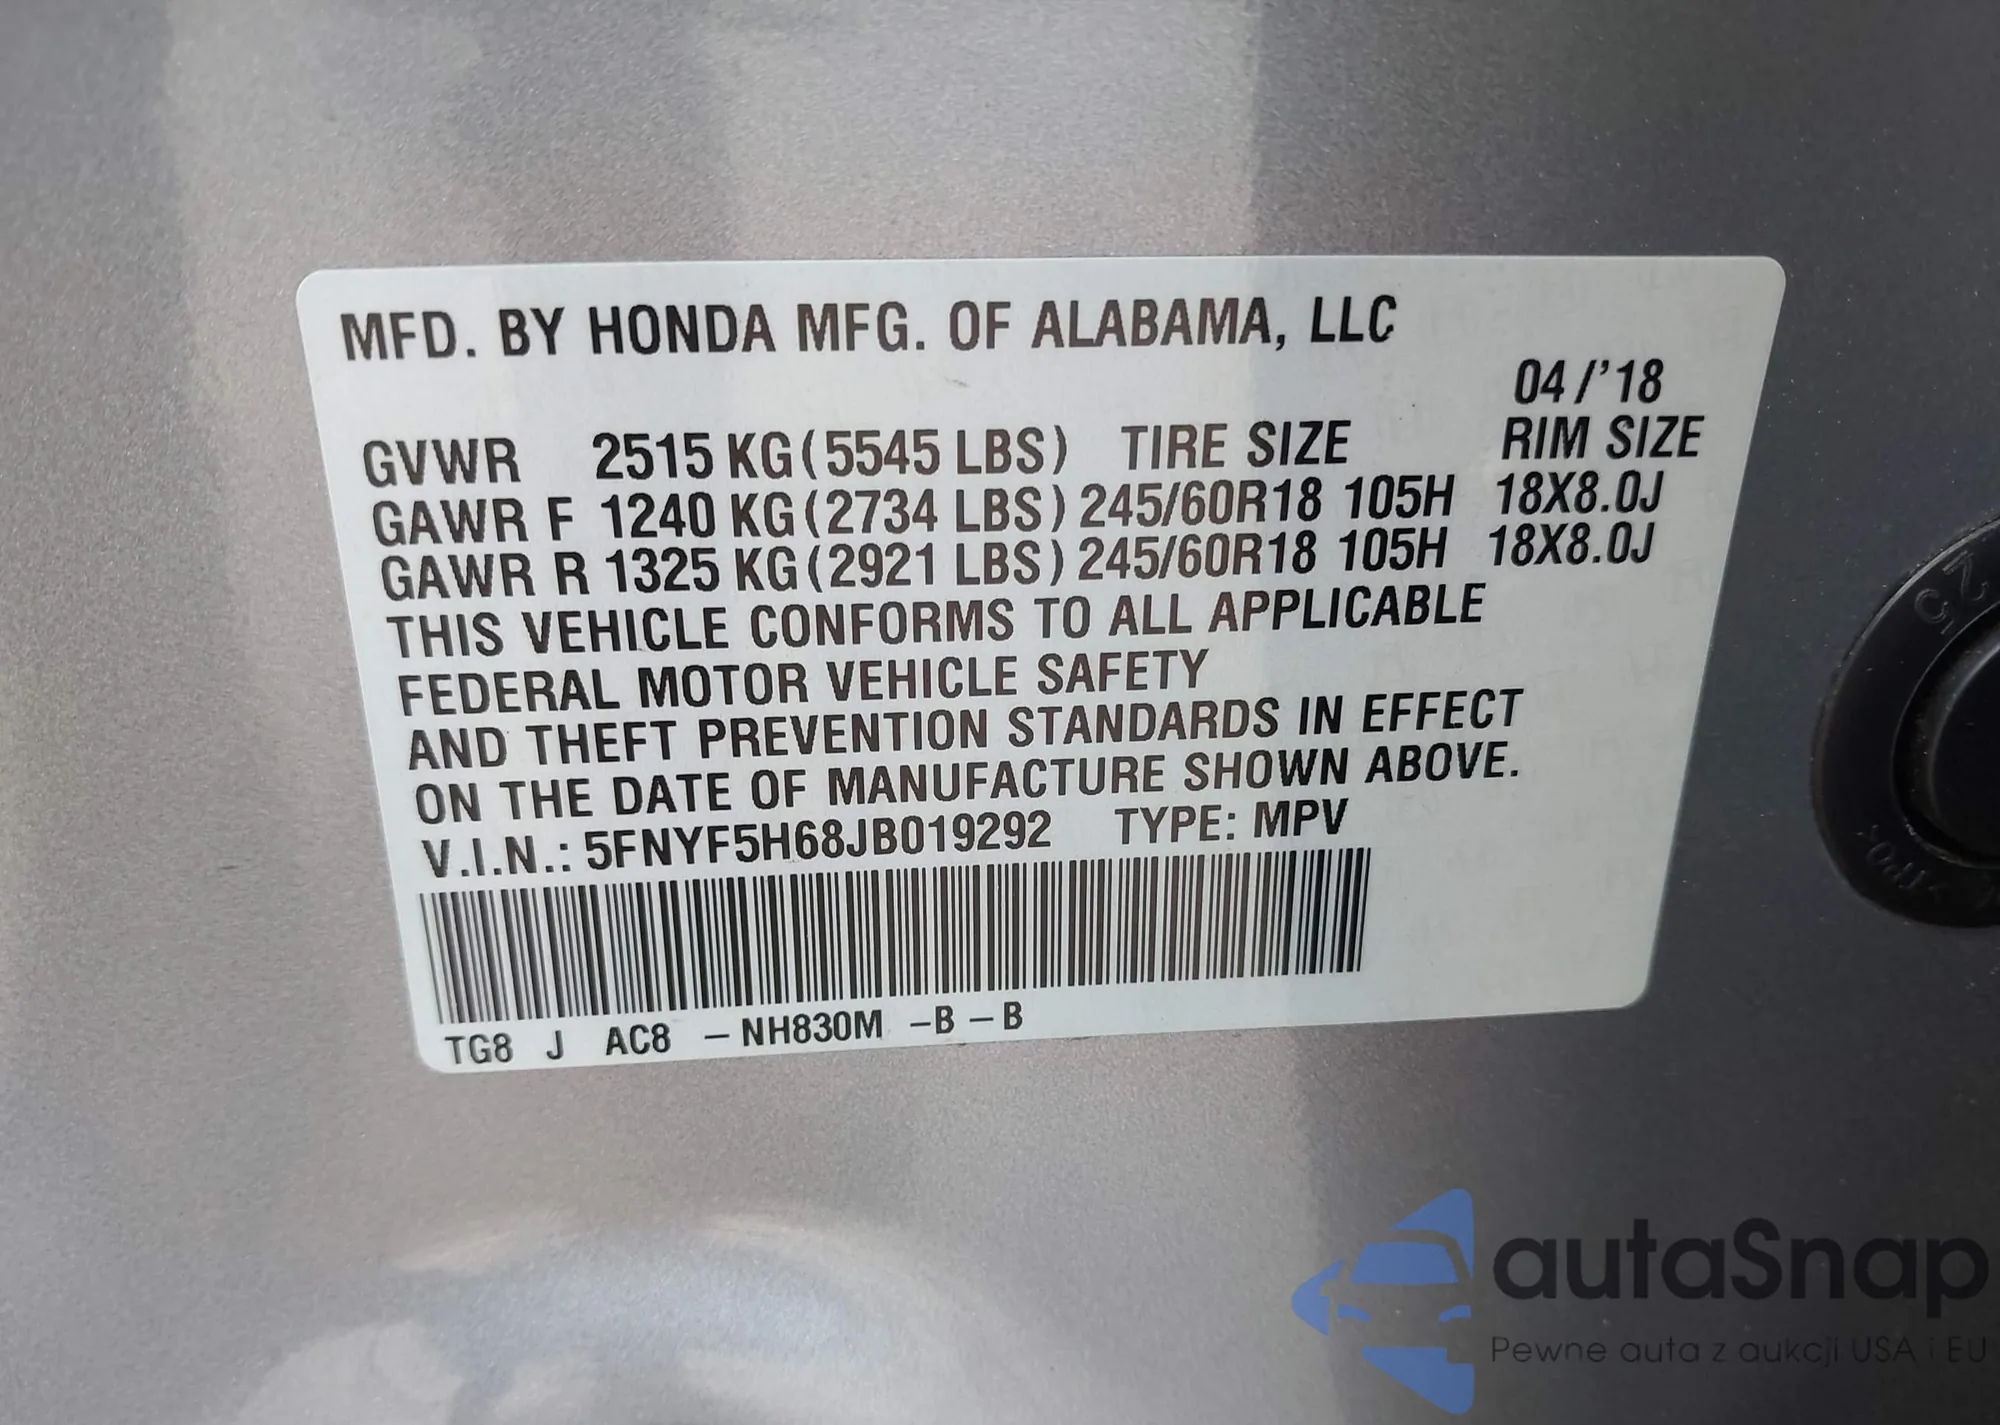 MFD. BY HONDA MFG. OF ALABAMA, LLC
04/'18
GVWR 2515 KG (5545 LBS) TIRE SIZE RIM SIZE
GAWR F 1240 KG (2734 LBS) 245/60R18 105H 18X8.0J
GAWR R 1325 KG (2921 LBS) 245/60R18 105H 18X8.0J
THIS VEHICLE CONFORMS TO ALL APPLICABLE
FEDERAL MOTOR VEHICLE SAFETY
AND THEFT PREVENTION STANDARDS IN EFFECT
ON THE DATE OF MANUFACTURE SHOWN ABOVE.
V.I.N.: 5FNYF5H68JB019292 TYPE: MPV
TG8 J AC8 – NH830M –B – B
25
autaSnap
Pewne auta z aukcji USA i EU